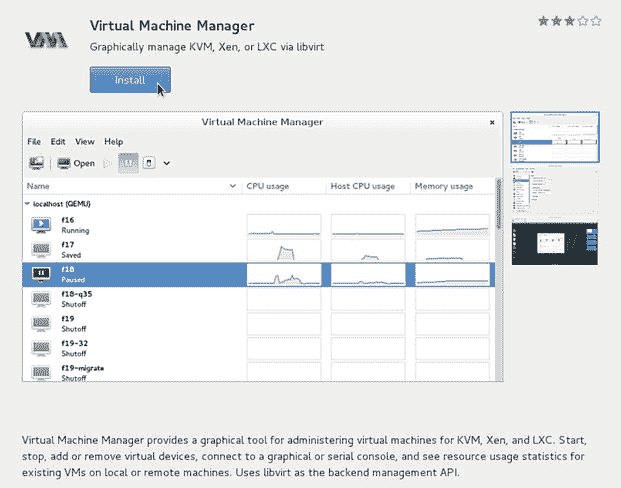 VM
Virtual Machine Manager
Graphically manage KVM, Xen, or LXC via libvirt
Install
Virtual Machine Manager
File Edit View Help
Open
Name CPU usage Host CPU usage Memory usage
localhost (QEMU)
f16
Running
f17
Saved
f18
Paused
f18-q35
Shutoff
f19
Shutoff
f19-32
Shutoff
f19-migrate
Shutoff
Virtual Machine Manager provides a graphical tool for administering virtual machines for KVM, Xen, and LXC. Start,
stop, add or remove virtual devices, connect to a graphical or serial console, and see resource usage statistics for
existing VMs on local or remote machines. Uses libvirt as the backend management API.